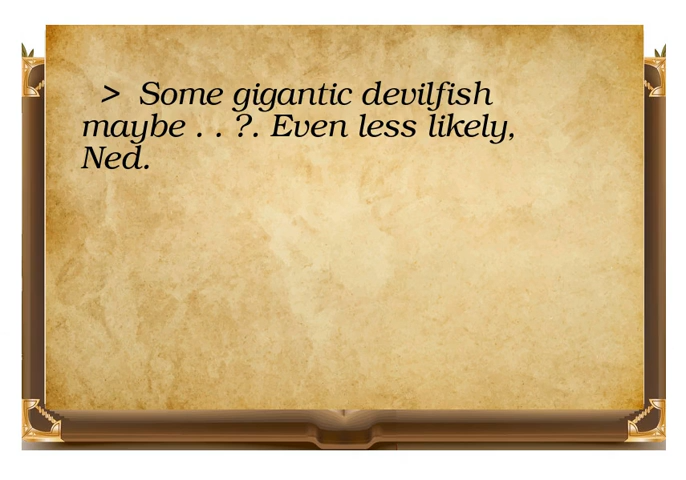 > Some gigantic devilfish
maybe . . ?. Even less likely,
Ned.